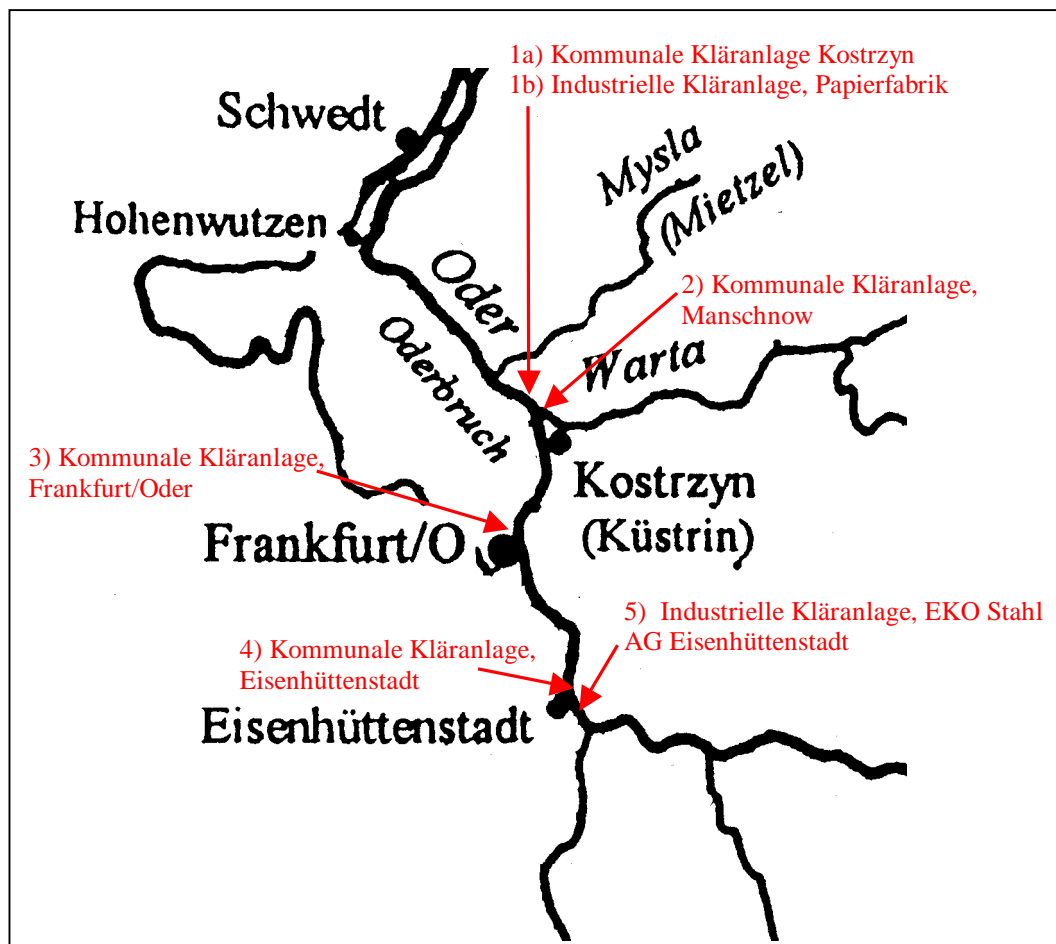 1a) Kommunale Kläranlage Kostrzyn
1b) Industrielle Kläranlage, Papierfabrik
Schwedt
Mysla
(Mietzel)
Hohenwutzen
Oder
2) Kommunale Kläranlage,
Manschnow
Warta
Oderbruch
3) Kommunale Kläranlage,
Frankfurt/Oder
Kostrzyn
(Küstrin)
Frankfurt/O
5) Industrielle Kläranlage, EKO Stahl
AG Eisenhüttenstadt
4) Kommunale Kläranlage,
Eisenhüttenstadt
Eisenhüttenstadt